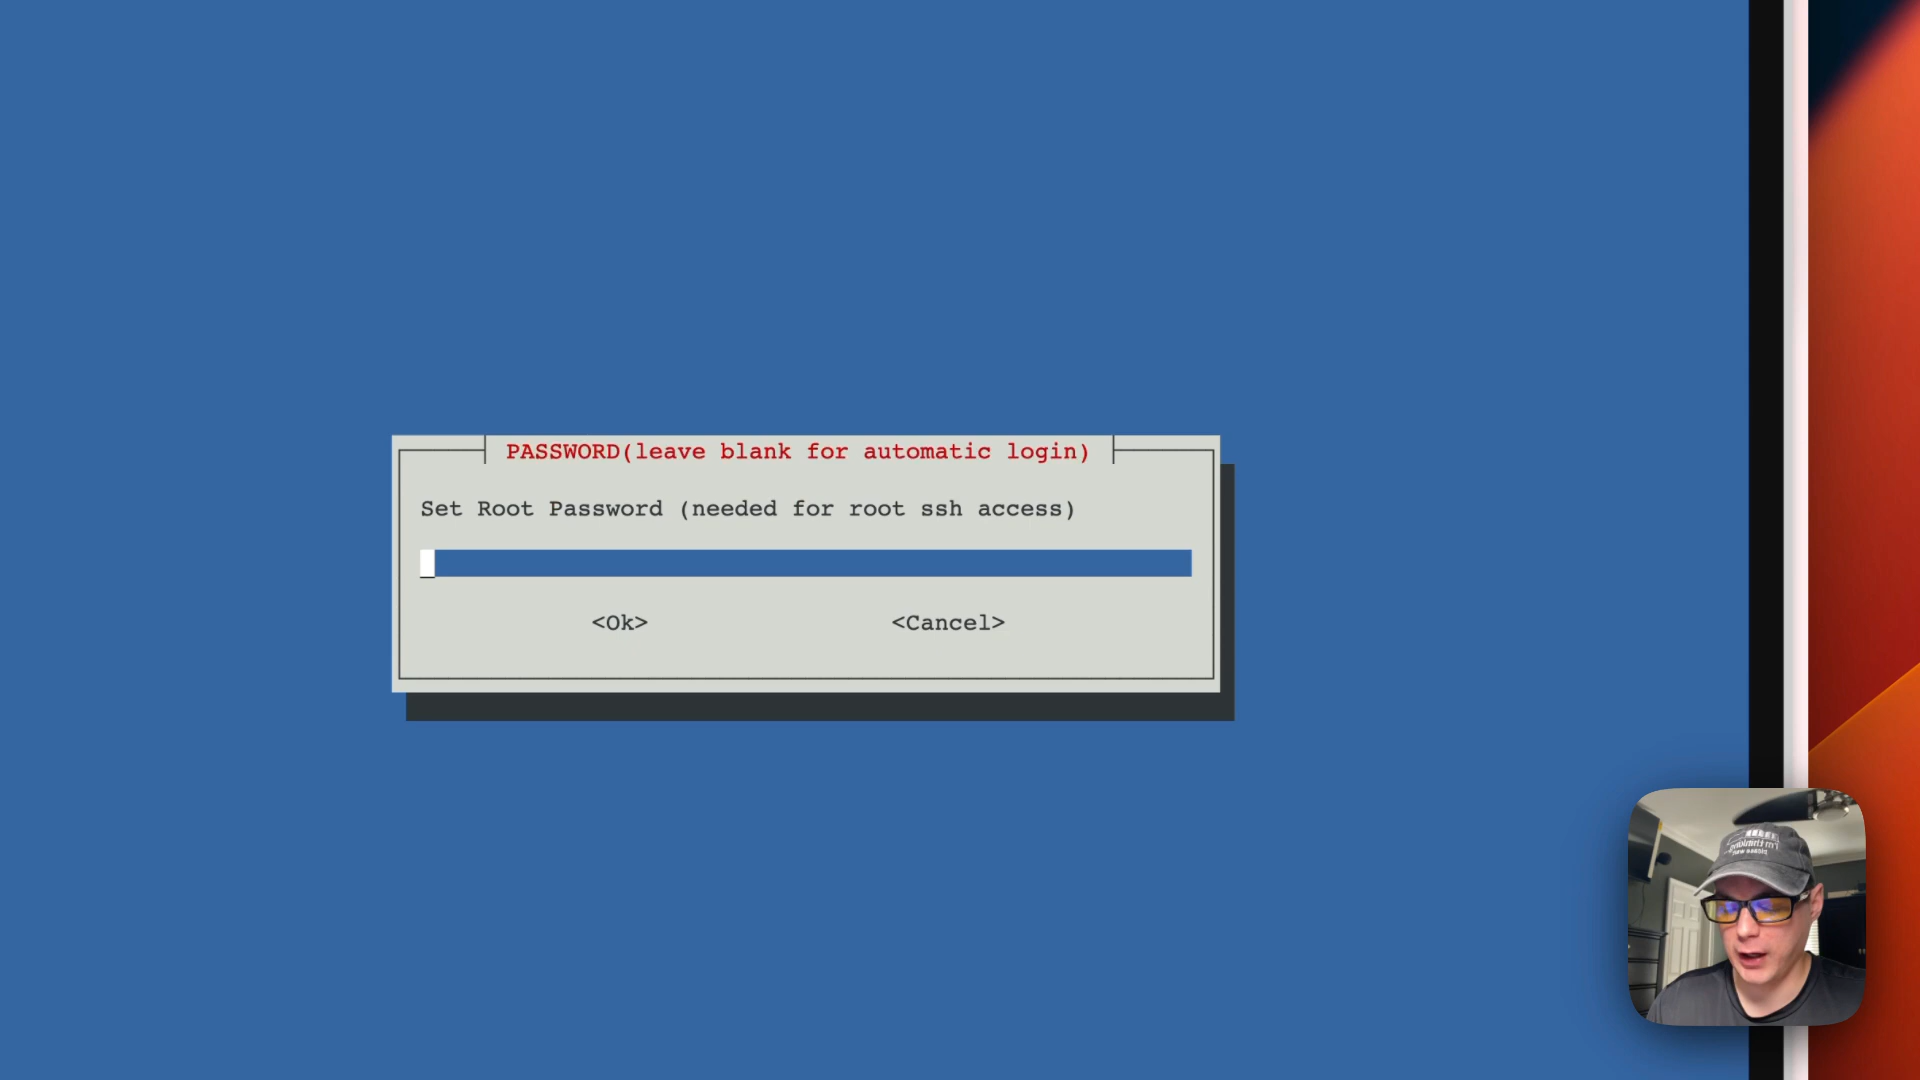 PASSWORD(leave blank for automatic login)
Set Root Password (needed for root ssh access)
<Ok> <Cancel>